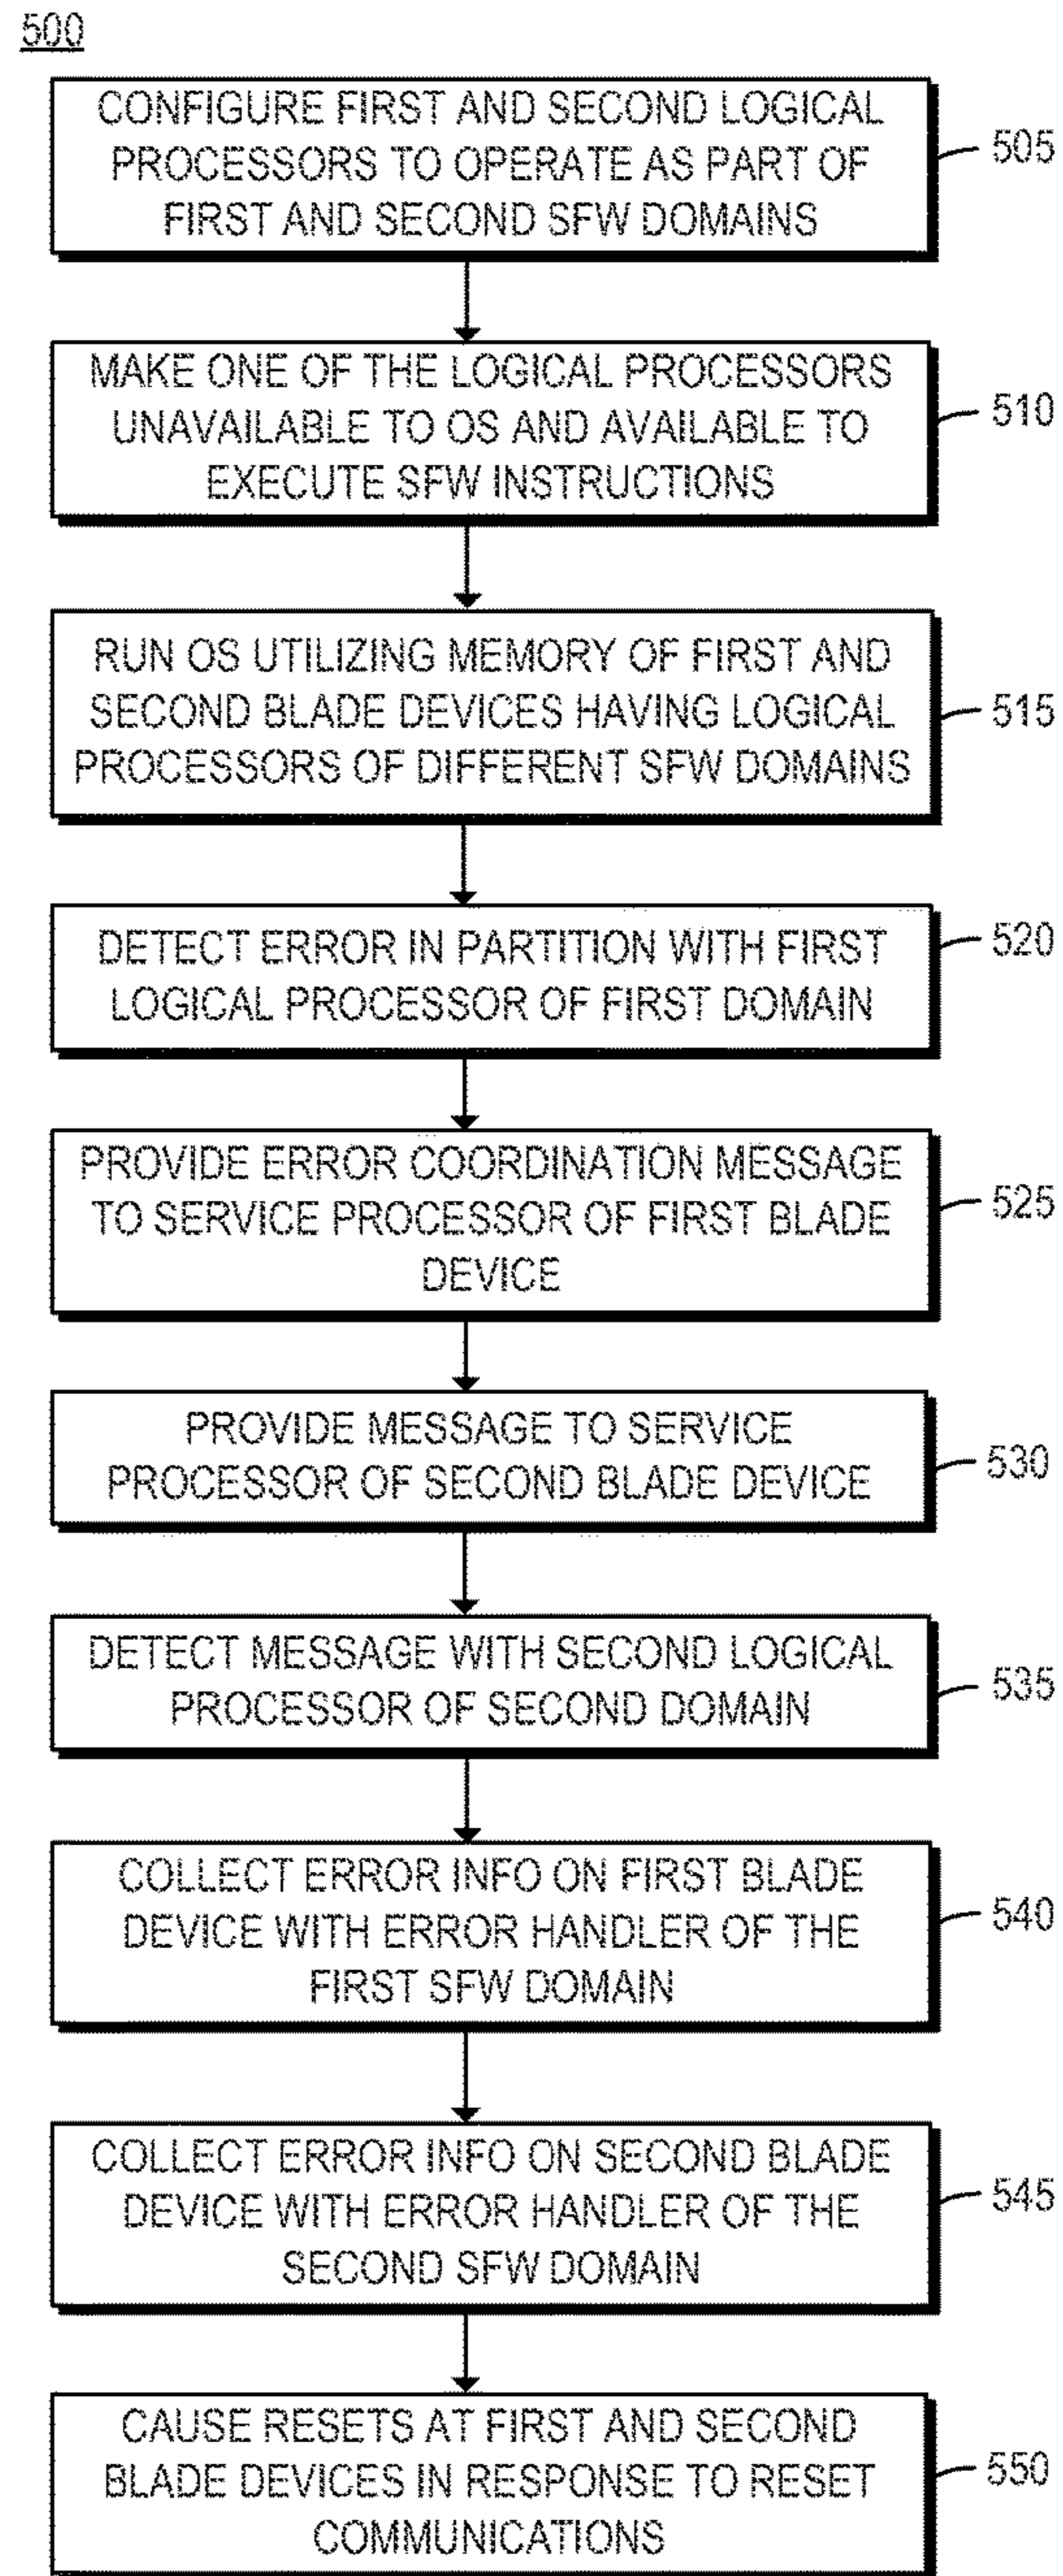 500
CONFIGURE FIRST AND SECOND LOGICAL
PROCESSORS TO OPERATE AS PART OF
FIRST AND SECOND SFW DOMAINS
505
MAKE ONE OF THE LOGICAL PROCESSORS
UNAVAILABLE TO OS AND AVAILABLE TO
EXECUTE SFW INSTRUCTIONS
510
RUN OS UTILIZING MEMORY OF FIRST AND
SECOND BLADE DEVICES HAVING LOGICAL
PROCESSORS OF DIFFERENT SFW DOMAINS
515
DETECT ERROR IN PARTITION WITH FIRST
LOGICAL PROCESSOR OF FIRST DOMAIN
520
PROVIDE ERROR COORDINATION MESSAGE
TO SERVICE PROCESSOR OF FIRST BLADE
DEVICE
525
PROVIDE MESSAGE TO SERVICE
PROCESSOR OF SECOND BLADE DEVICE
530
DETECT MESSAGE WITH SECOND LOGICAL
PROCESSOR OF SECOND DOMAIN
535
COLLECT ERROR INFO ON FIRST BLADE
DEVICE WITH ERROR HANDLER OF THE
FIRST SFW DOMAIN
540
COLLECT ERROR INFO ON SECOND BLADE
DEVICE WITH ERROR HANDLER OF THE
SECOND SFW DOMAIN
545
CAUSE RESETS AT FIRST AND SECOND
BLADE DEVICES IN RESPONSE TO RESET
COMMUNICATIONS
550